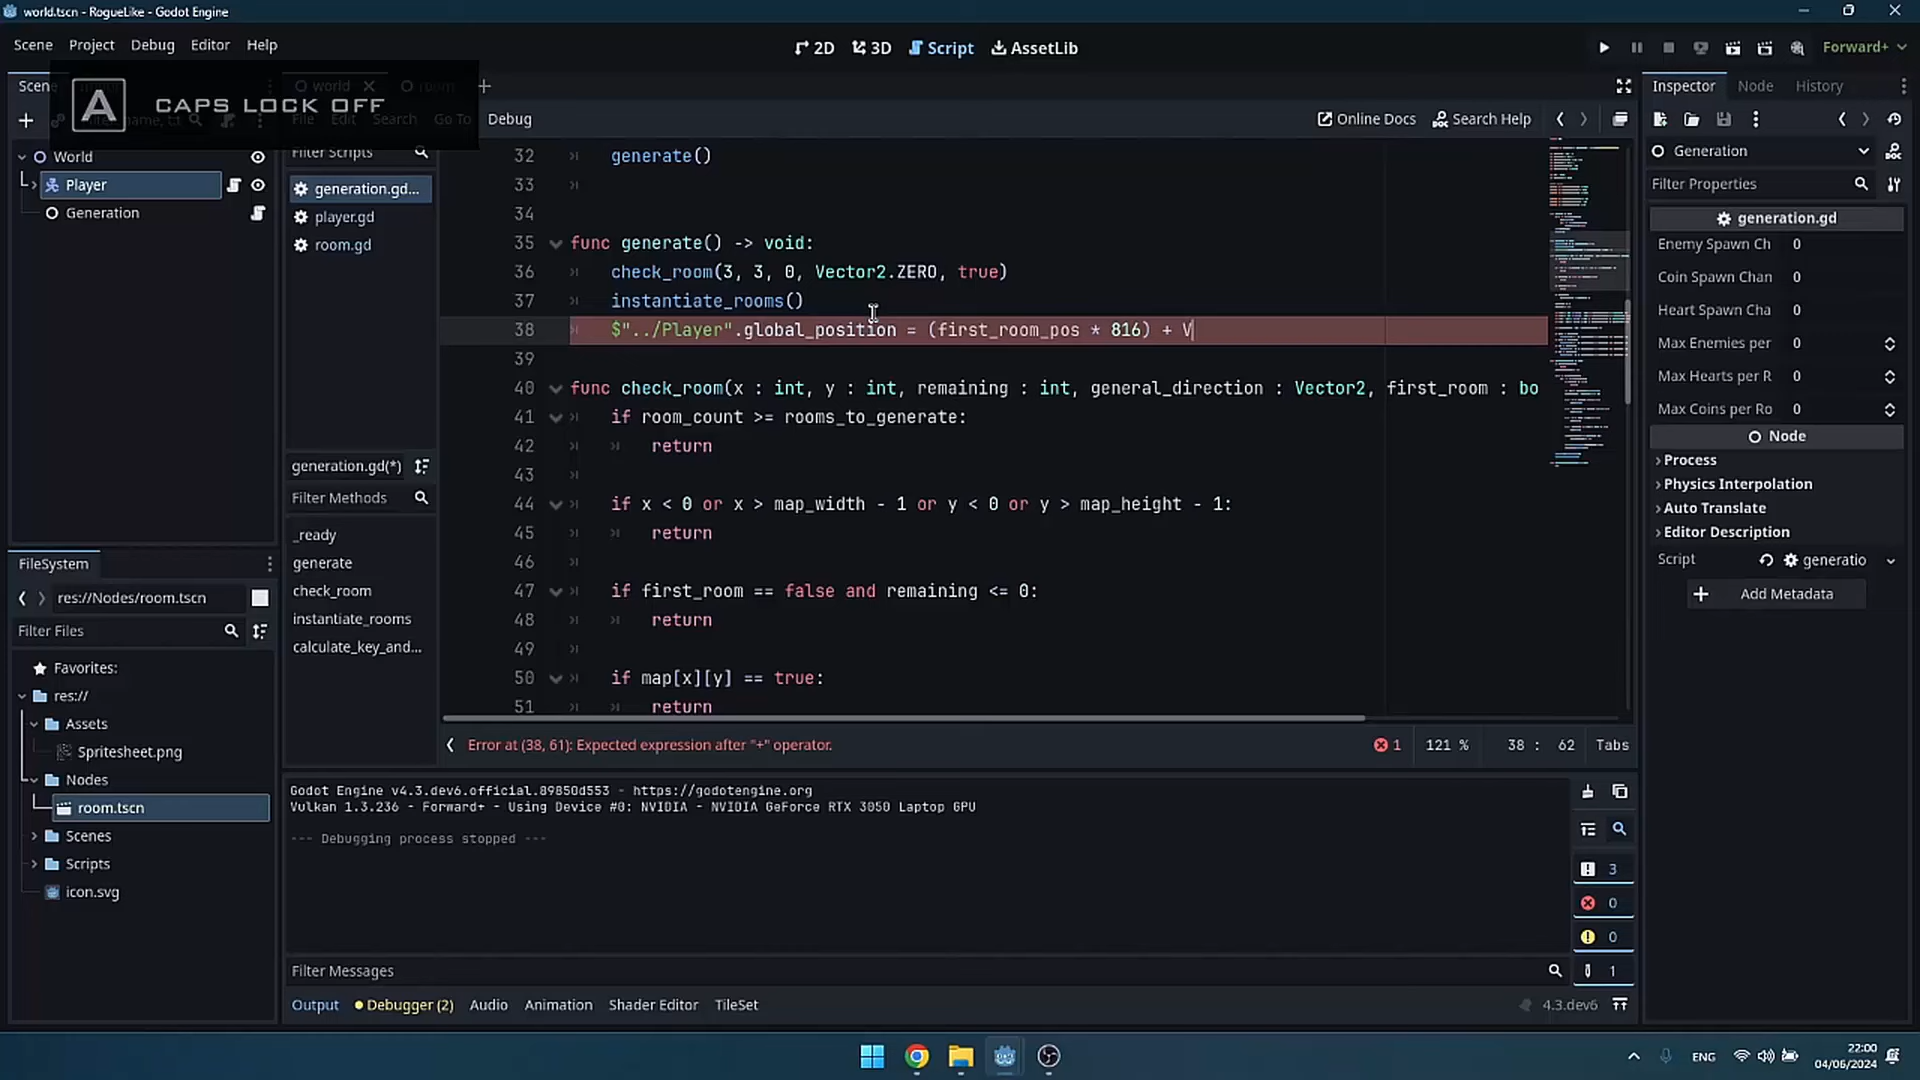 world.tscn - RogueLike - Godot Engine
Scene Project Debug Editor Help
2D 3D Script AssetLib
Forward+
Scene
world room
CAPS LOCK OFF
File Edit Search Go To Debug
Online Docs Search Help
Filter Scripts
World
Player
Generation
generation.gd...
player.gd
room.gd
generation.gd(*)
Filter Methods
_ready
generate
check_room
instantiate_rooms
calculate_key_and...
32 generate()
33
34
35 func generate() -> void:
36 check_room(3, 3, 0, Vector2.ZERO, true)
37 instantiate_rooms()
38 $"../Player".global_position = (first_room_pos * 816) + V
39
40 func check_room(x : int, y : int, remaining : int, general_direction : Vector2, first_room : bo
41 if room_count >= rooms_to_generate:
42 return
43
44 if x < 0 or x > map_width - 1 or y < 0 or y > map_height - 1:
45 return
46
47 if first_room == false and remaining <= 0:
48 return
49
50 if map[x][y] == true:
51 return
Error at (38, 61): Expected expression after "+" operator.
1 121 % 38 : 62 Tabs
FileSystem
res://Nodes/room.tscn
Filter Files
Favorites:
res://
Assets
Spritesheet.png
Nodes
room.tscn
Scenes
Scripts
icon.svg
Godot Engine v4.3.dev6.official.89850d553 - https://godotengine.org
Vulkan 1.3.236 - Forward+ - Using Device #0: NVIDIA - NVIDIA GeForce RTX 3050 Laptop GPU
--- Debugging process stopped ---
3
0
0
1
Filter Messages
Output Debugger (2) Audio Animation Shader Editor TileSet
4.3.dev6
Inspector Node History
Generation
Filter Properties
generation.gd
Enemy Spawn Ch 0
Coin Spawn Chan 0
Heart Spawn Cha 0
Max Enemies per 0
Max Hearts per R 0
Max Coins per Ro 0
Node
Process
Physics Interpolation
Auto Translate
Editor Description
Script generatio
Add Metadata
ENG
22:00
04/06/2024